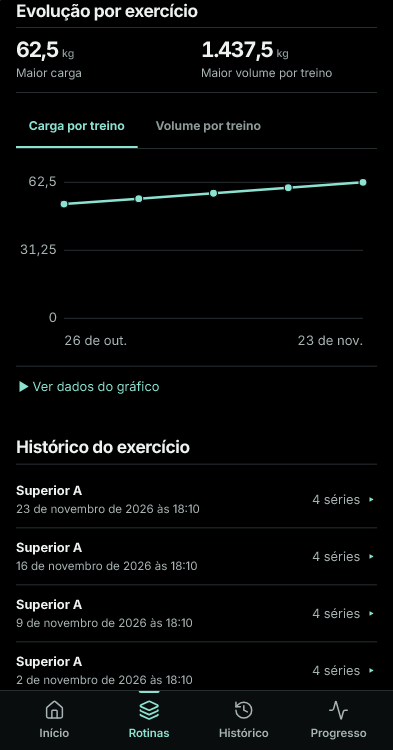 Evolução por exercício
62,5 kg
Maior carga
1.437,5 kg
Maior volume por treino
Carga por treino
Volume por treino
62,5
31,25
0
26 de out.
23 de nov.
Ver dados do gráfico
Histórico do exercício
Superior A
23 de novembro de 2026 às 18:10
4 séries
Superior A
16 de novembro de 2026 às 18:10
4 séries
Superior A
9 de novembro de 2026 às 18:10
4 séries
Superior A
2 de novembro de 2026 às 18:10
4 séries
Início
Rotinas
Histórico
Progresso